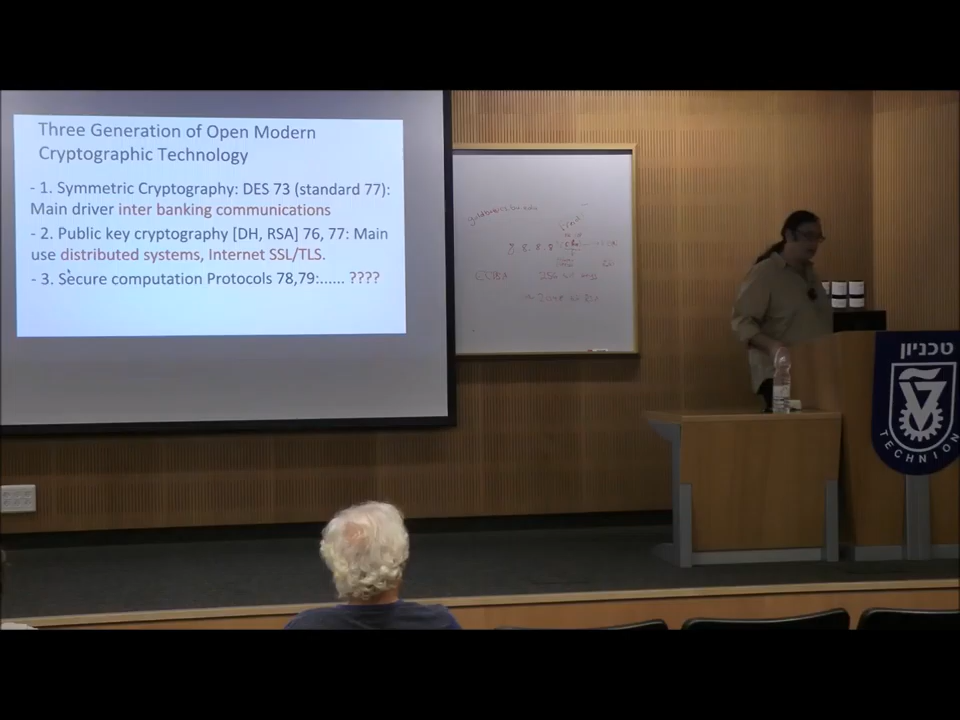 Three Generation of Open Modern
Cryptographic Technology
- 1. Symmetric Cryptography: DES 73 (standard 77):
Main driver inter banking communications
- 2. Public key cryptography [DH, RSA] 76, 77: Main
use distributed systems, Internet SSL/TLS.
- 3. Secure computation Protocols 78,79:...... ????
טכניון
TECHNION